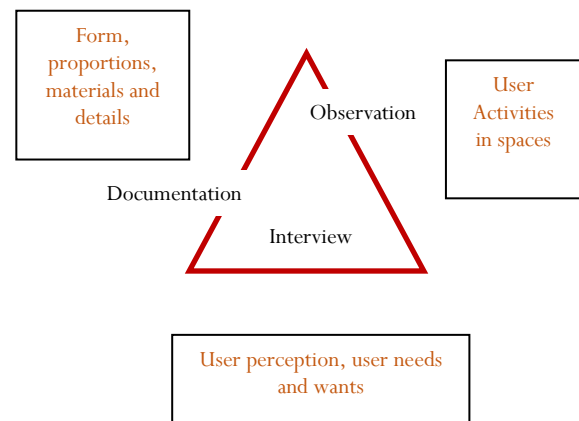 Form,
proportions,
materials and
details
Observation
User
Activities
in spaces
Documentation
Interview
User perception, user needs
and wants